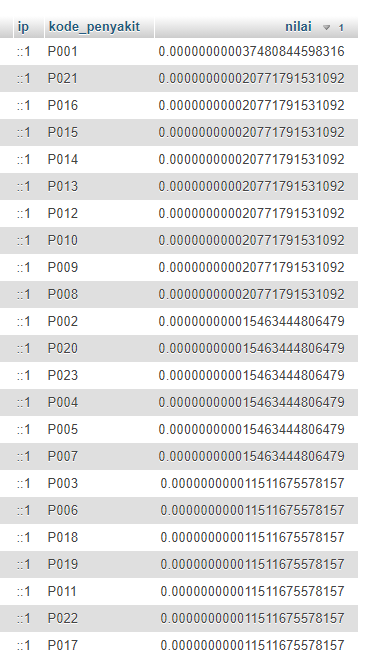 ip kode_penyakit nilai 1
::1 P001 0.000000000037480844598316
::1 P021 0.000000000020771791531092
::1 P016 0.000000000020771791531092
::1 P015 0.000000000020771791531092
::1 P014 0.000000000020771791531092
::1 P013 0.000000000020771791531092
::1 P012 0.000000000020771791531092
::1 P010 0.000000000020771791531092
::1 P009 0.000000000020771791531092
::1 P008 0.000000000020771791531092
::1 P002 0.000000000015463444806479
::1 P020 0.000000000015463444806479
::1 P023 0.000000000015463444806479
::1 P004 0.000000000015463444806479
::1 P005 0.000000000015463444806479
::1 P007 0.000000000015463444806479
::1 P003 0.000000000011511675578157
::1 P006 0.000000000011511675578157
::1 P018 0.000000000011511675578157
::1 P019 0.000000000011511675578157
::1 P011 0.000000000011511675578157
::1 P022 0.000000000011511675578157
::1 P017 0.000000000011511675578157